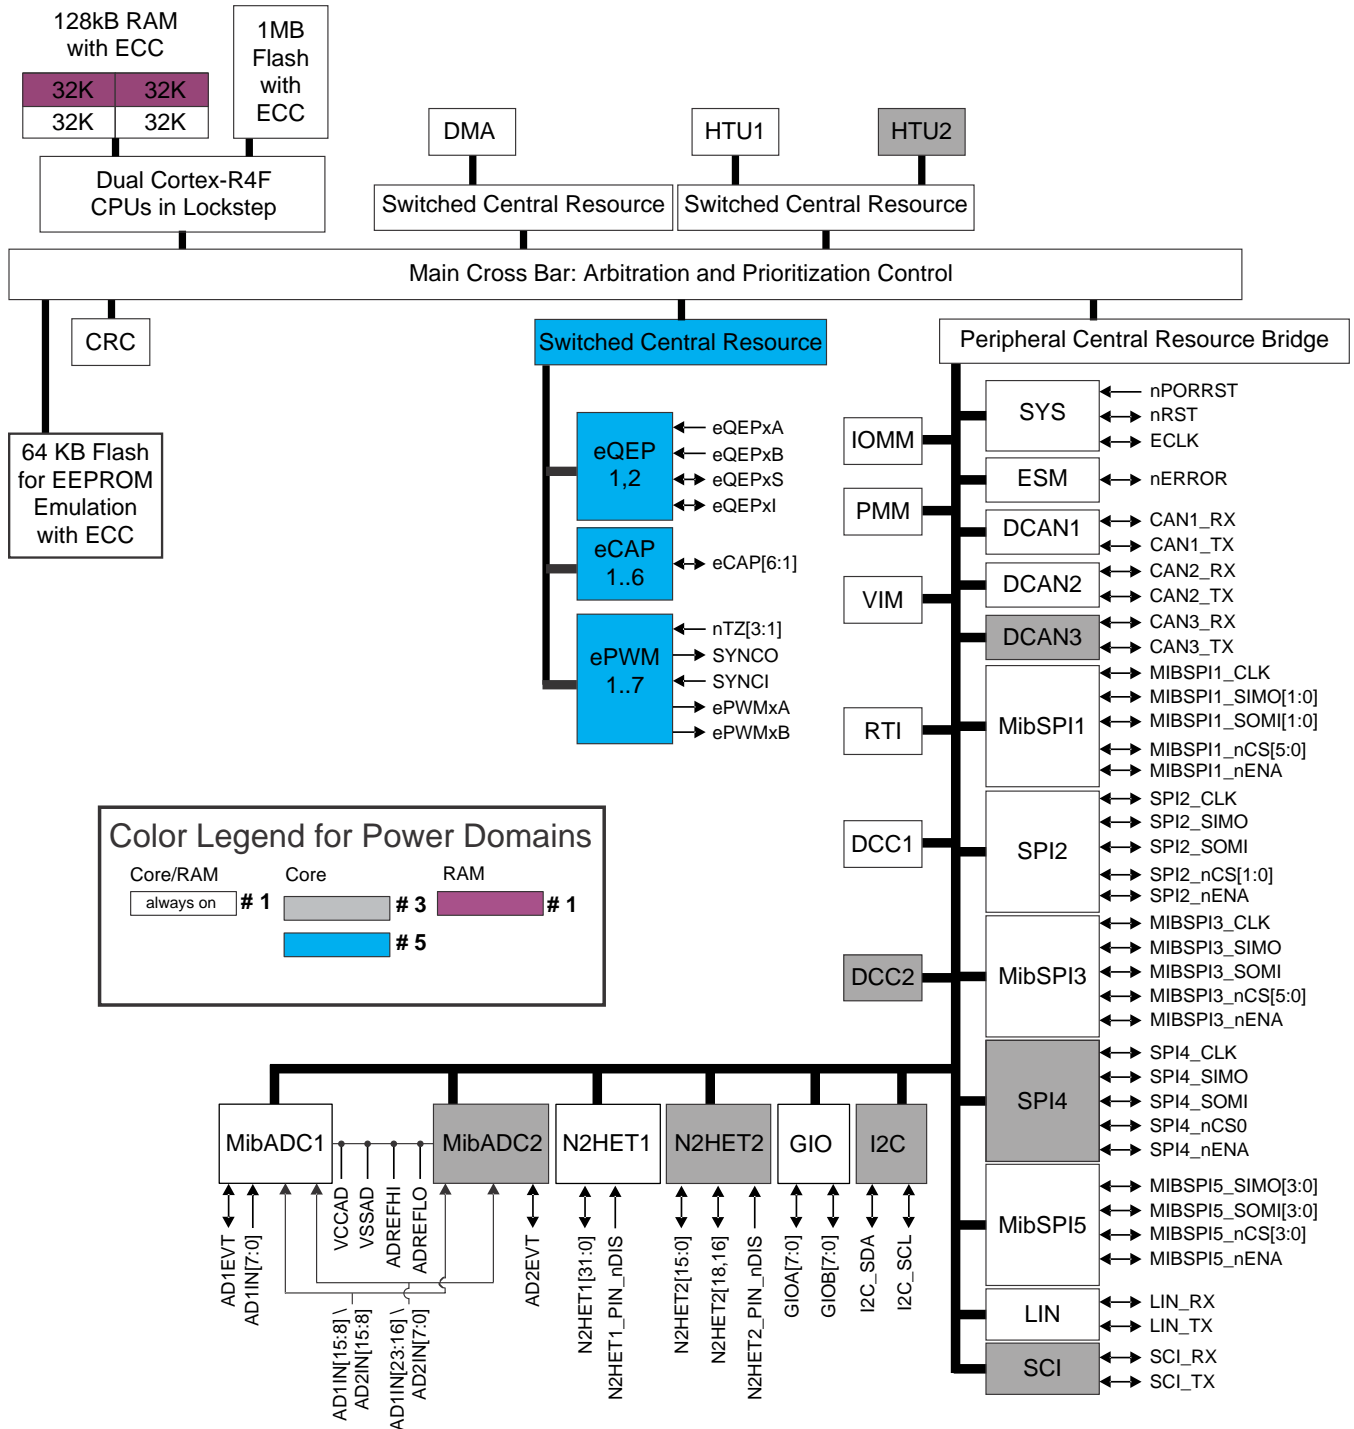 128kB RAM
with ECC
32K
32K
32K
32K
1MB
Flash
with
ECC
DMA
HTU1
HTU2
Dual Cortex-R4F
CPUs in Lockstep
Switched Central Resource
Switched Central Resource
Main Cross Bar: Arbitration and Prioritization Control
CRC
Switched Central Resource
Peripheral Central Resource Bridge
64 KB Flash
for EEPROM
Emulation
with ECC
eQEP
1,2
eQEPxA
eQEPxB
eQEPxS
eQEPxI
eCAP
1..6
eCAP[6:1]
ePWM
1..7
nTZ[3:1]
SYNCO
SYNCI
ePWMxA
ePWMxB
IOMM
PMM
VIM
RTI
DCC1
DCC2
SYS
nPORRST
nRST
ECLK
ESM
nERROR
DCAN1
CAN1_RX
CAN1_TX
DCAN2
CAN2_RX
CAN2_TX
DCAN3
CAN3_RX
CAN3_TX
MibSPI1
MIBSPI1_CLK
MIBSPI1_SIMO[1:0]
MIBSPI1_SOMI[1:0]
MIBSPI1_nCS[5:0]
MIBSPI1_nENA
SPI2
SPI2_CLK
SPI2_SIMO
SPI2_SOMI
SPI2_nCS[1:0]
SPI2_nENA
MibSPI3
MIBSPI3_CLK
MIBSPI3_SIMO
MIBSPI3_SOMI
MIBSPI3_nCS[5:0]
MIBSPI3_nENA
SPI4
SPI4_CLK
SPI4_SIMO
SPI4_SOMI
SPI4_nCS0
SPI4_nENA
MibSPI5
MIBSPI5_SIMO[3:0]
MIBSPI5_SOMI[3:0]
MIBSPI5_nCS[3:0]
MIBSPI5_nENA
LIN
LIN_RX
LIN_TX
SCI
SCI_RX
SCI_TX
Color Legend for Power Domains
Core/RAM
Core
RAM
always on
# 1
# 3
# 1
# 5
MibADC1
MibADC2
N2HET1
N2HET2
GIO
I2C
AD1EVT
AD1IN[7:0]
VCCAD
VSSAD
ADREFHI
ADREFLO
AD1IN[15:8] \
AD2IN[15:8]
AD1IN[23:16] \
AD2IN[7:0]
AD2EVT
N2HET1[31:0]
N2HET1_PIN_nDIS
N2HET2[15:0]
N2HET2[18,16]
N2HET2_PIN_nDIS
GIOA[7:0]
GIOB[7:0]
I2C_SDA
I2C_SCL